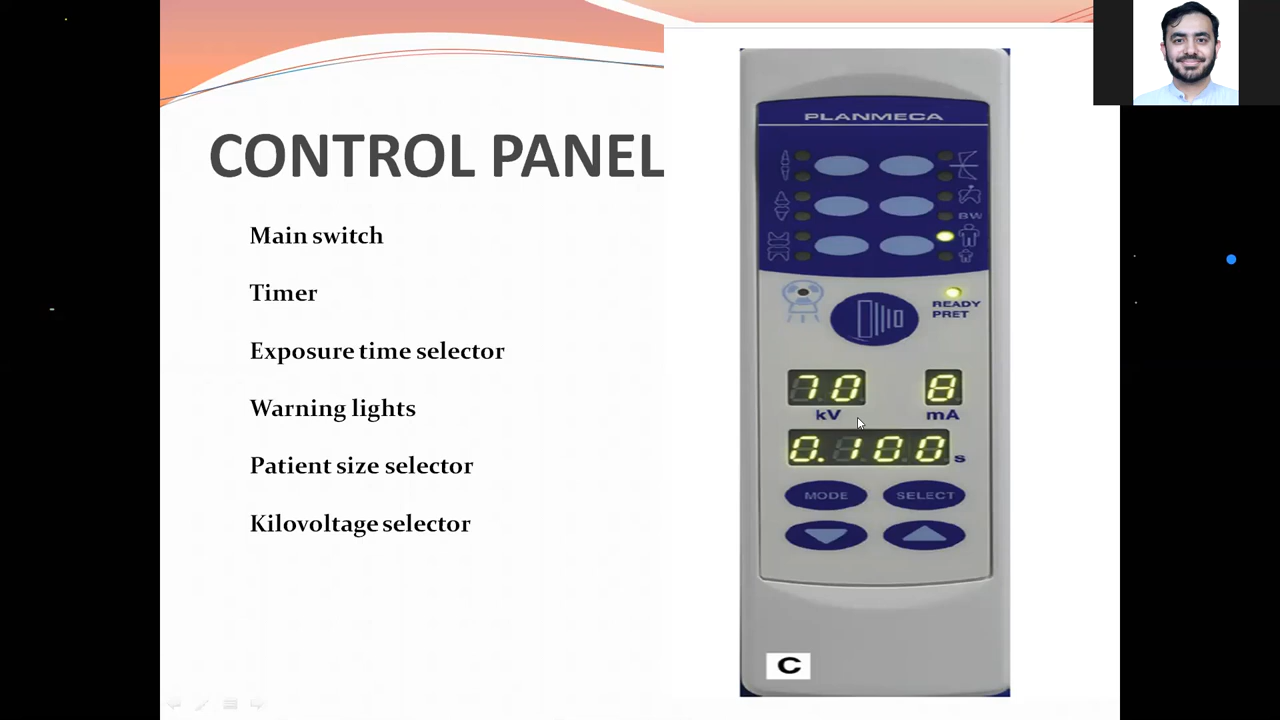 CONTROL PANEL
Main switch
Timer
Exposure time selector
Warning lights
Patient size selector
Kilovoltage selector
PLANMECA
BW
READY
PRET
70
8
kV
mA
0.100
s
MODE
SELECT
C